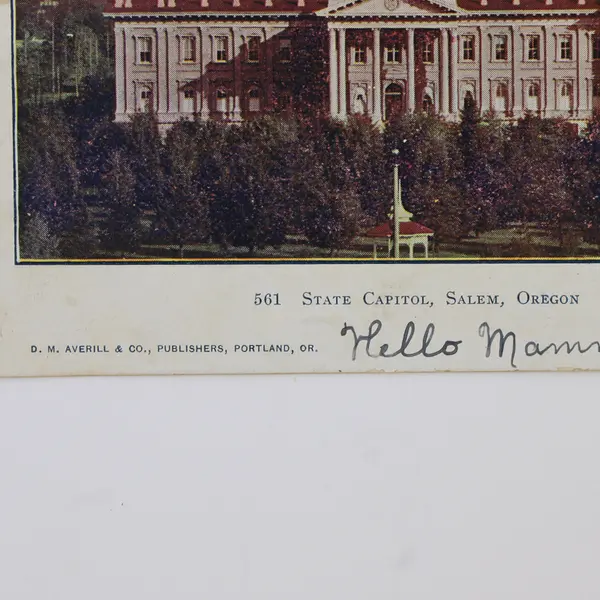 561 State Capitol, Salem, Oregon
D. M. AVERILL & CO., PUBLISHERS, PORTLAND, OR. Hello